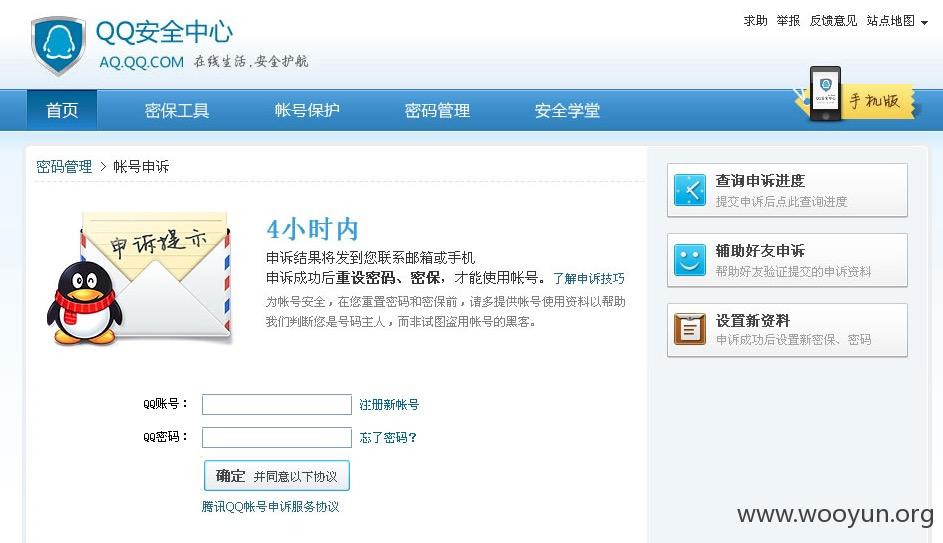 QQ安全中心
AQ.QQ.COM 在线生活,安全护航
求助 举报 反馈意见 站点地图
首页 密保工具 帐号保护 密码管理 安全学堂
手机版
密码管理 > 帐号申诉
申诉提示
4小时内
申诉结果将发到您联系邮箱或手机
申诉成功后重设密码、密保，才能使用帐号。了解申诉技巧
为帐号安全，在您重置密码和密保前，请多提供帐号使用资料以帮助
我们判断您是号码主人，而非试图盗用帐号的黑客。
QQ账号： 注册新帐号
QQ密码： 忘了密码?
确定 并同意以下协议
腾讯QQ帐号申诉服务协议
查询申诉进度
提交申诉后点此查询进度
辅助好友申诉
帮助好友验证提交的申诉资料
设置新资料
申诉成功后设置新密保、密码
www.wooyun.org